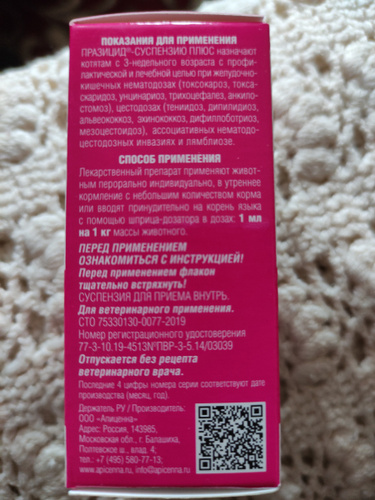 ПОКАЗАНИЯ ДЛЯ ПРИМЕНЕНИЯ
ПРАЗИЦИД®-СУСПЕНЗИЮ ПЛЮС назначают
котятам с 3-недельного возраста с профи-
лактической и лечебной целью при желудочно-
кишечных нематодозах (токсокароз, токса-
скаридоз, унцинариоз, трихоцефалез, анкило-
стомоз), цестодозах (тениидоз, дипилидиоз,
альвеококкоз, эхинококкоз, дифиллоботриоз,
мезоцестоидоз), ассоциативных нематодо-
цестодозных инвазиях и лямблиозе.
СПОСОБ ПРИМЕНЕНИЯ
Лекарственный препарат применяют живот-
ным перорально индивидуально, в утреннее
кормление с небольшим количеством корма
или вводят принудительно на корень языка
с помощью шприца-дозатора в дозах: 1 мл
на 1 кг массы животного.
ПЕРЕД ПРИМЕНЕНИЕМ
ОЗНАКОМИТЬСЯ С ИНСТРУКЦИЕЙ!
Перед применением флакон
тщательно встряхнуть!
СУСПЕНЗИЯ ДЛЯ ПРИЕМА ВНУТРЬ.
Для ветеринарного применения.
СТО 75330130-0077-2019
Номер регистрационного удостоверения
77-3-10.19-4513№ПВР-3-5.14/03039
Отпускается без рецепта
ветеринарного врача.
Последние 4 цифры номера серии соответствуют дате
производства (месяц, год).
Держатель РУ / Производитель:
ООО «Апиценна»
Адрес: Россия, 143985,
Московская обл., г. Балашиха,
Полтевское ш., влад. 4;
т. +7 (495) 580-77-13;
www.apicenna.ru, info@apicenna.ru